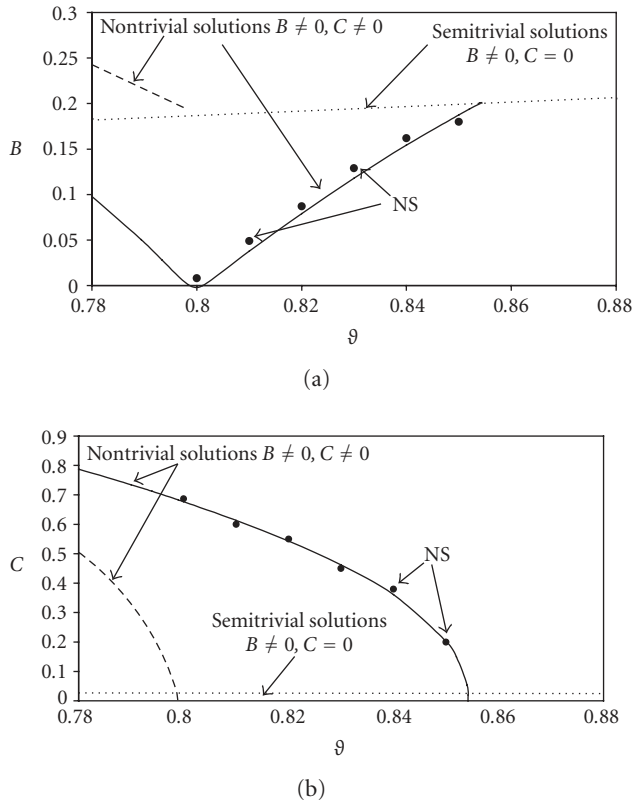 0.3
Nontrivial solutions B ≠ 0, C ≠ 0
Semitrivial solutions
B ≠ 0, C = 0
0.25
0.2
B
0.15
NS
0.1
0.05
0
0.78
0.8
0.82
0.84
0.86
0.88
ϑ
(a)
0.9
Nontrivial solutions B ≠ 0, C ≠ 0
0.8
0.7
0.6
NS
C
0.5
0.4
0.3
Semitrivial solutions
B ≠ 0, C = 0
0.2
0.1
0
0.78
0.8
0.82
0.84
0.86
0.88
ϑ
(b)